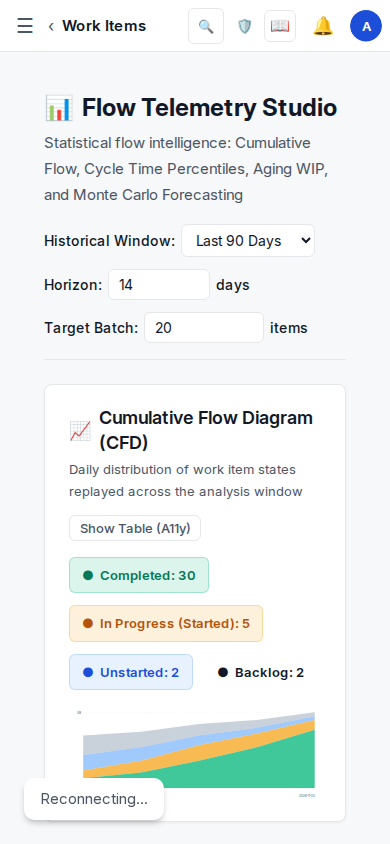 Work Items
A
Flow Telemetry Studio
Statistical flow intelligence: Cumulative
Flow, Cycle Time Percentiles, Aging WIP,
and Monte Carlo Forecasting
Historical Window: Last 90 Days
Horizon: 14 days
Target Batch: 20 items
Cumulative Flow Diagram
(CFD)
Daily distribution of work item states
replayed across the analysis window
Show Table (A11y)
Completed: 30
In Progress (Started): 5
Unstarted: 2
Backlog: 2
Reconnecting...